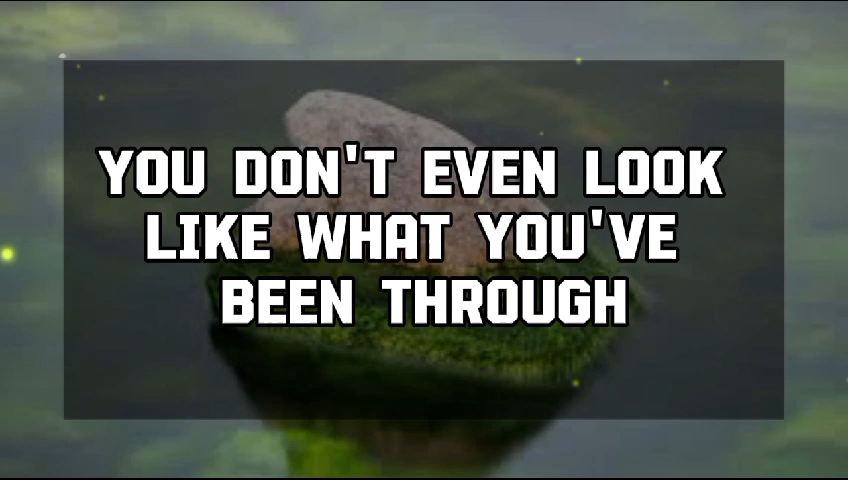 YOU DON'T EVEN LOOK
LIKE WHAT YOU'VE
BEEN THROUGH